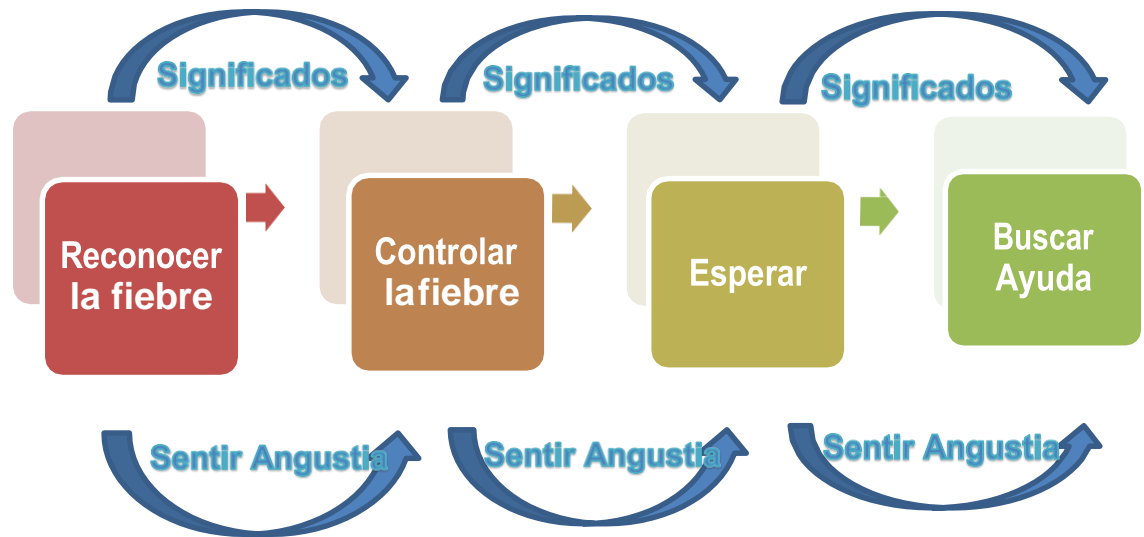 Significados
Significados
Significados
Reconocer
la fiebre
Controlar
lafiebre
Esperar
Buscar
Ayuda
Sentir Angustia
Sentir Angustia
Sentir Angustia